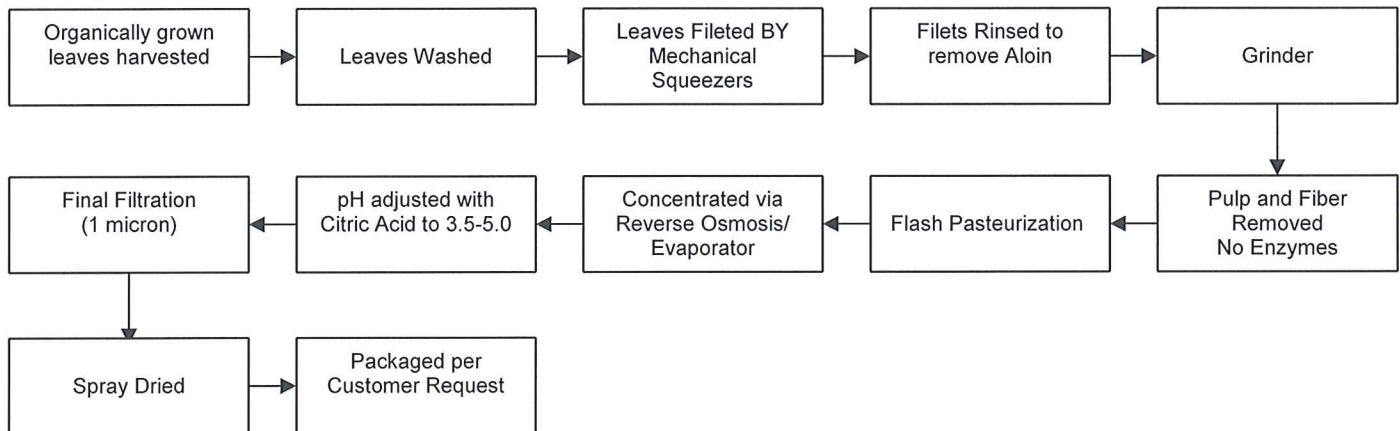 Organically grown
leaves harvested
Leaves Washed
Leaves Fileted BY
Mechanical
Squeezers
Filets Rinsed to
remove Aloin
Grinder
Pulp and Fiber
Removed
No Enzymes
Flash Pasteurization
Concentrated via
Reverse Osmosis/
Evaporator
pH adjusted with
Citric Acid to 3.5-5.0
Final Filtration
(1 micron)
Spray Dried
Packaged per
Customer Request